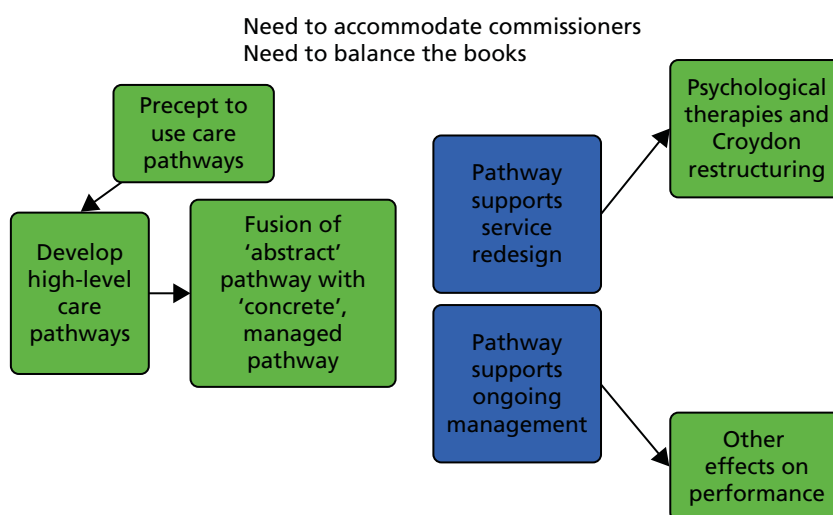 Need to accommodate commissioners
Need to balance the books
Precept to
use care
pathways
Develop
high-level
care
pathways
Fusion of
‘abstract’
pathway with
‘concrete’,
managed
pathway
Pathway
supports
service
redesign
Pathway
supports
ongoing
management
Psychological
therapies and
Croydon
restructuring
Other
effects on
performance